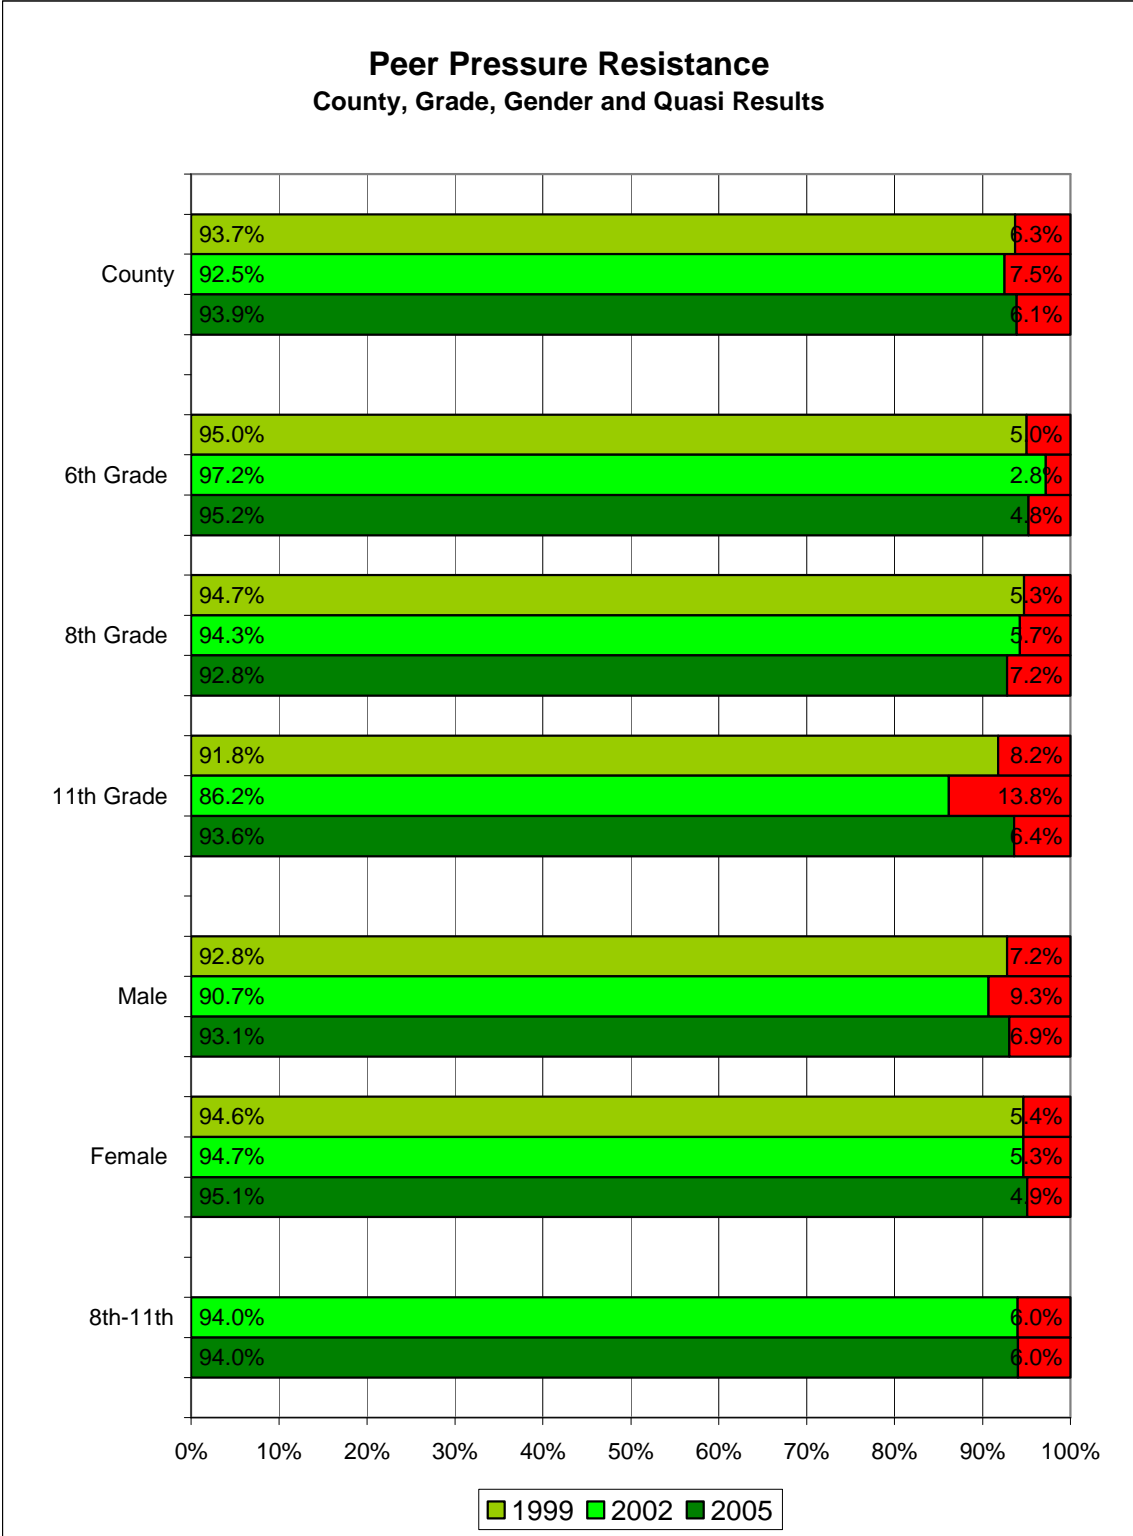 Peer Pressure Resistance
County, Grade, Gender and Quasi Results
93.7% 6.3%
County 92.5% 7.5%
93.9% 6.1%
95.0% 5.0%
6th Grade 97.2% 2.8%
95.2% 4.8%
94.7% 5.3%
8th Grade 94.3% 5.7%
92.8% 7.2%
91.8% 8.2%
11th Grade 86.2% 13.8%
93.6% 6.4%
92.8% 7.2%
Male 90.7% 9.3%
93.1% 6.9%
94.6% 5.4%
Female 94.7% 5.3%
95.1% 4.9%
8th-11th 94.0% 6.0%
94.0% 6.0%
0% 10% 20% 30% 40% 50% 60% 70% 80% 90% 100%
1999 2002 2005